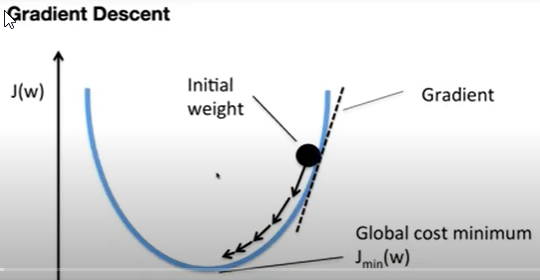 Gradient Descent
J(w)
Initial
weight
Gradient
Global cost minimum
Jmin(w)